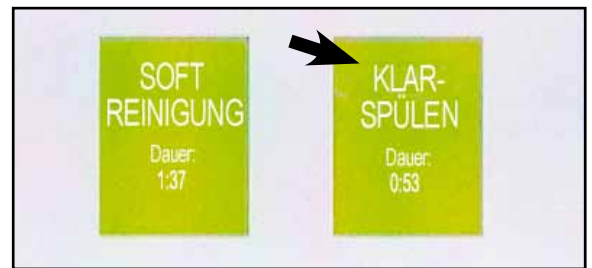 SOFT
REINIGUNG
Dauer:
1:37
KLAR-
SPÜLEN
Dauer:
0:53